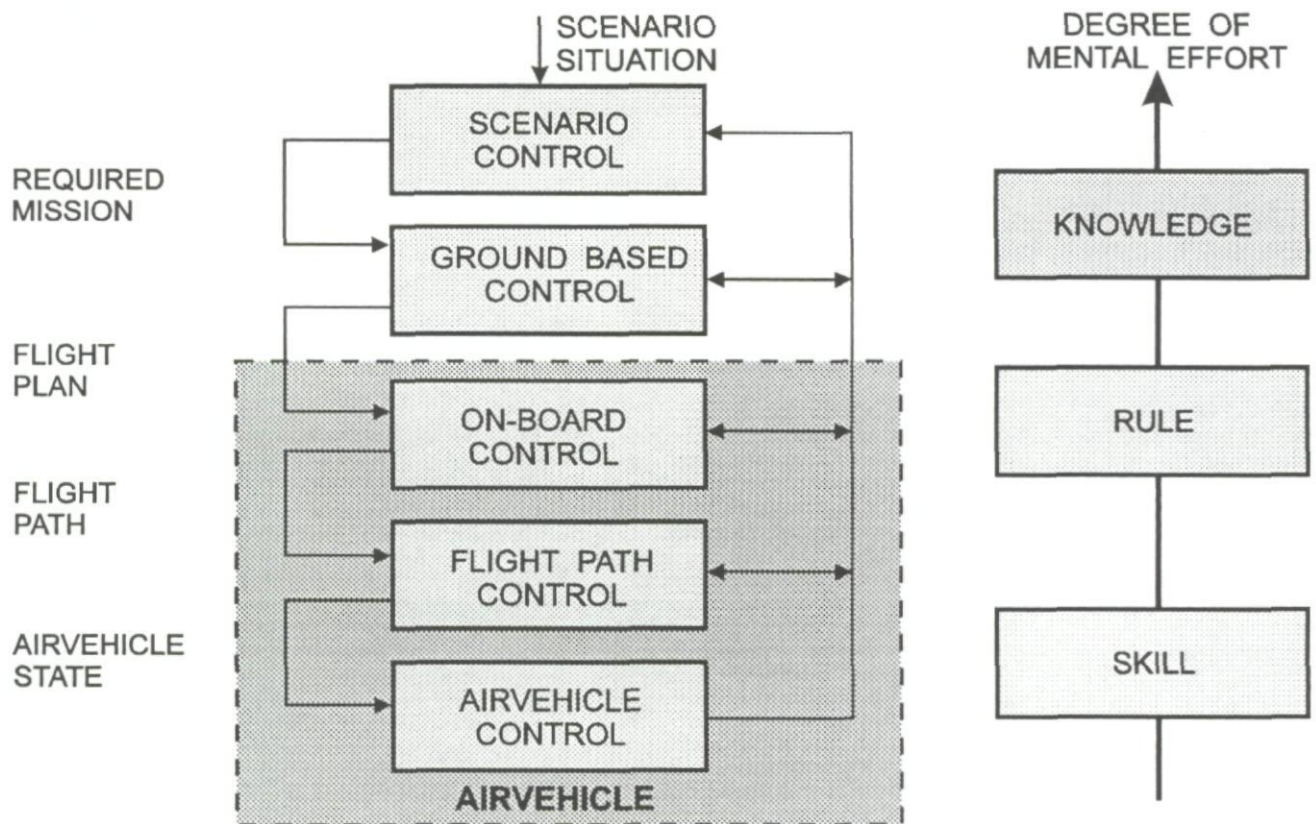 SCENARIO
SITUATION
SCENARIO
CONTROL
REQUIRED
MISSION
GROUND BASED
CONTROL
FLIGHT
PLAN
ON-BOARD
CONTROL
FLIGHT
PATH
FLIGHT PATH
CONTROL
AIRVEHICLE
STATE
AIRVEHICLE
CONTROL
AIRVEHICLE
DEGREE OF
MENTAL EFFORT
KNOWLEDGE
RULE
SKILL